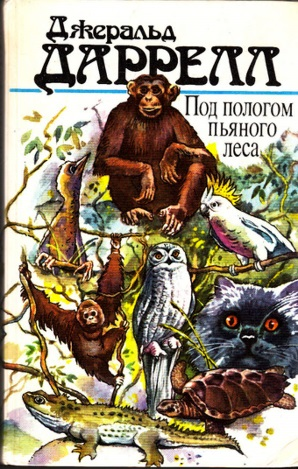 Джеральд
ДАРРЕЛЛ
Под пологом
пьяного
леса